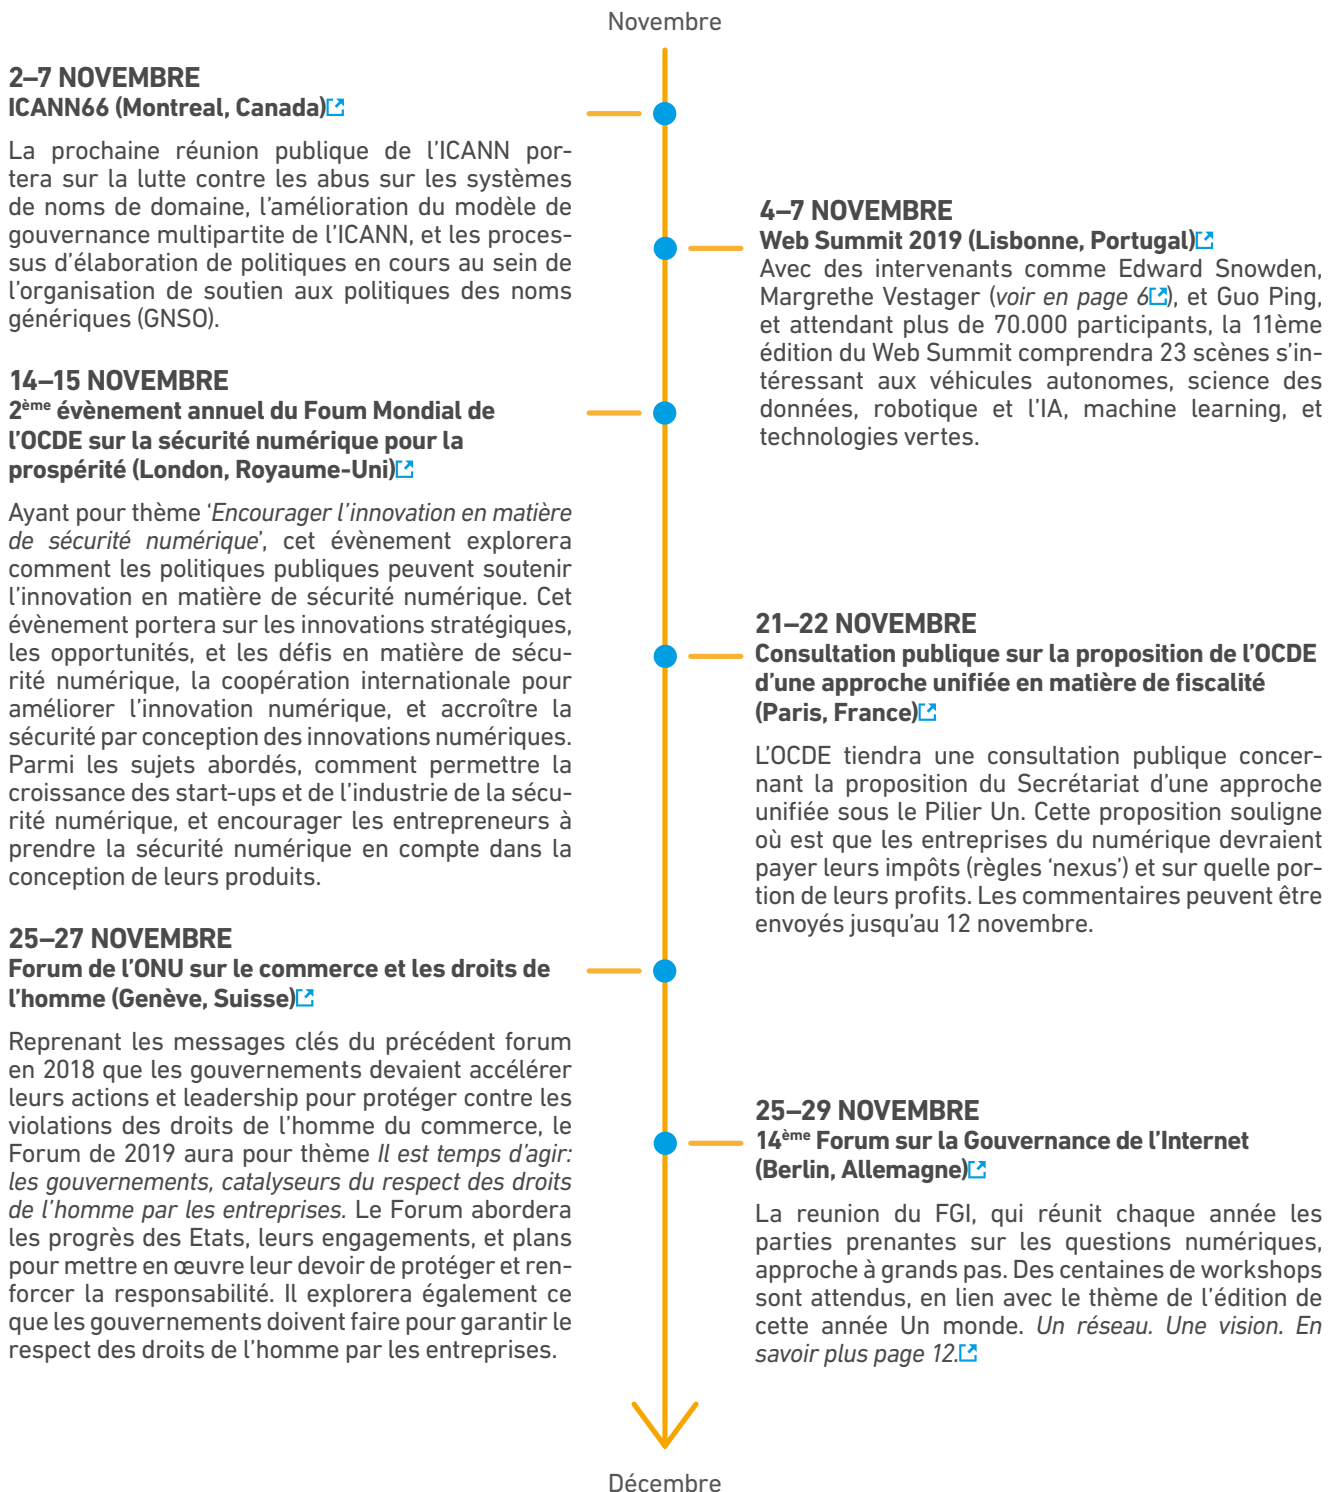 Novembre
2–7 NOVEMBRE
ICANN66 (Montreal, Canada)
La prochaine réunion publique de l’ICANN por-
tera sur la lutte contre les abus sur les systèmes
de noms de domaine, l’amélioration du modèle de
gouvernance multipartite de l’ICANN, et les proces-
sus d’élaboration de politiques en cours au sein de
l’organisation de soutien aux politiques des noms
génériques (GNSO).
4–7 NOVEMBRE
Web Summit 2019 (Lisbonne, Portugal)
Avec des intervenants comme Edward Snowden,
Margrethe Vestager (voir en page 6), et Guo Ping,
et attendant plus de 70.000 participants, la 11ème
édition du Web Summit comprendra 23 scènes s’in-
téressant aux véhicules autonomes, science des
données, robotique et l’IA, machine learning, et
technologies vertes.
14–15 NOVEMBRE
2ème évènement annuel du Foum Mondial de
l’OCDE sur la sécurité numérique pour la
prospérité (London, Royaume-Uni)
Ayant pour thème ‘Encourager l’innovation en matière
de sécurité numérique’, cet évènement explorera
comment les politiques publiques peuvent soutenir
l’innovation en matière de sécurité numérique. Cet
évènement portera sur les innovations stratégiques,
les opportunités, et les défis en matière de sécu-
rité numérique, la coopération internationale pour
améliorer l’innovation numérique, et accroître la
sécurité par conception des innovations numériques.
Parmi les sujets abordés, comment permettre la
croissance des start-ups et de l’industrie de la sécu-
rité numérique, et encourager les entrepreneurs à
prendre la sécurité numérique en compte dans la
conception de leurs produits.
21–22 NOVEMBRE
Consultation publique sur la proposition de l’OCDE
d’une approche unifiée en matière de fiscalité
(Paris, France)
L’OCDE tiendra une consultation publique concer-
nant la proposition du Secrétariat d’une approche
unifiée sous le Pilier Un. Cette proposition souligne
où est que les entreprises du numérique devraient
payer leurs impôts (règles ‘nexus’) et sur quelle por-
tion de leurs profits. Les commentaires peuvent être
envoyés jusqu’au 12 novembre.
25–27 NOVEMBRE
Forum de l’ONU sur le commerce et les droits de
l’homme (Genève, Suisse)
Reprenant les messages clés du précédent forum
en 2018 que les gouvernements devaient accélérer
leurs actions et leadership pour protéger contre les
violations des droits de l’homme du commerce, le
Forum de 2019 aura pour thème Il est temps d’agir:
les gouvernements, catalyseurs du respect des droits
de l’homme par les entreprises. Le Forum abordera
les progrès des Etats, leurs engagements, et plans
pour mettre en œuvre leur devoir de protéger et ren-
forcer la responsabilité. Il explorera également ce
que les gouvernements doivent faire pour garantir le
respect des droits de l’homme par les entreprises.
25–29 NOVEMBRE
14ème Forum sur la Gouvernance de l’Internet
(Berlin, Allemagne)
La reunion du FGI, qui réunit chaque année les
parties prenantes sur les questions numériques,
approche à grands pas. Des centaines de workshops
sont attendus, en lien avec le thème de l’édition de
cette année Un monde. Un réseau. Une vision. En
savoir plus page 12.
Décembre